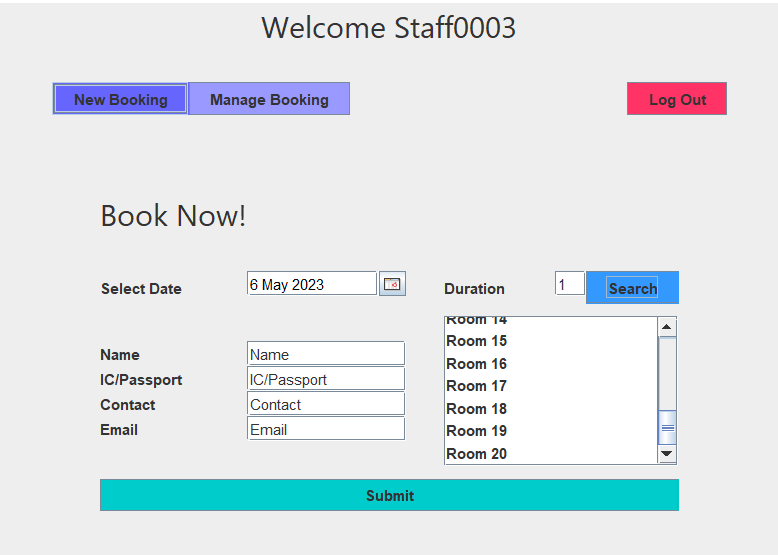 Welcome Staff0003
New Booking Manage Booking Log Out
Book Now!
Select Date 6 May 2023 Duration 1 Search
Room 14
Room 15
Room 16
Room 17
Room 18
Room 19
Room 20
Name Name
IC/Passport IC/Passport
Contact Contact
Email Email
Submit